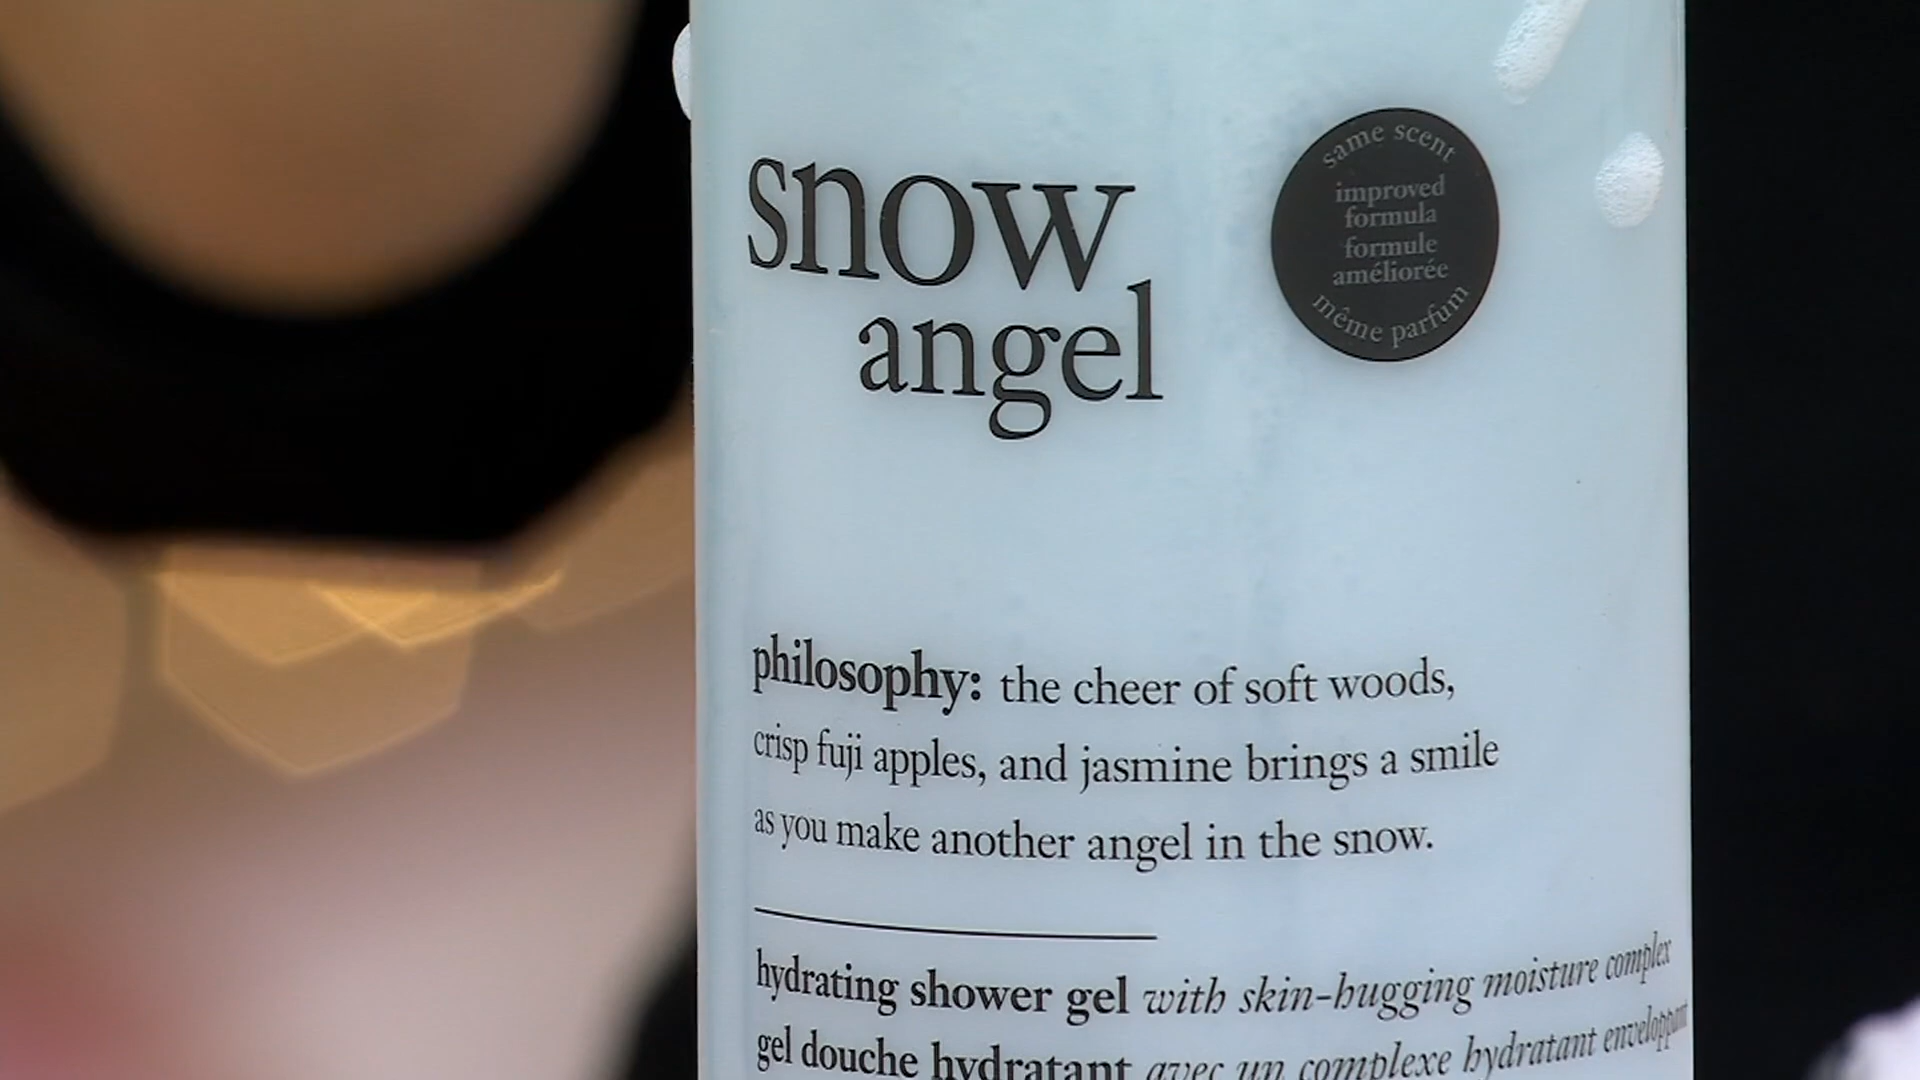 snow
angel
same scent
improved
formula
formule
améliorée
même parfum
philosophy: the cheer of soft woods,
crisp fuji apples, and jasmine brings a smile
as you make another angel in the snow.
hydrating shower gel with skin-hugging moisture complex
gel douche hydratant avec un complexe hydratant enveloppant